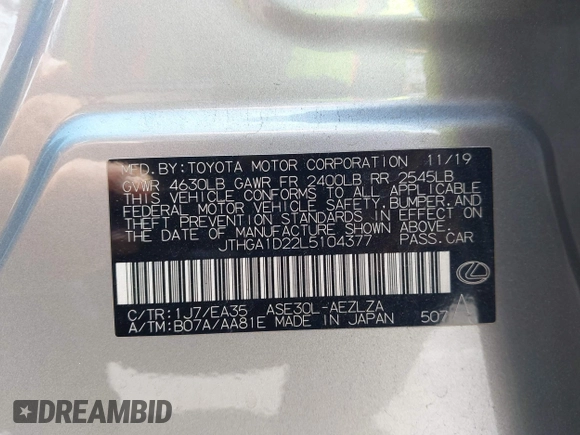 MFD. BY: TOYOTA MOTOR CORPORATION 11/19
GVWR 4630LB GAWR FR 2400LB RR 2545LB
THIS VEHICLE CONFORMS TO ALL APPLICABLE
FEDERAL MOTOR VEHICLE SAFETY, BUMPER, AND
THEFT PREVENTION STANDARDS IN EFFECT ON
THE DATE OF MANUFACTURE SHOWN ABOVE.
JTHGA1D22L5104377 PASS.CAR
C/TR: 1J7/EA35 ASE30L-AEZLZA A
A/TM: B07A/AA81E MADE IN JAPAN 507
DREAMBID